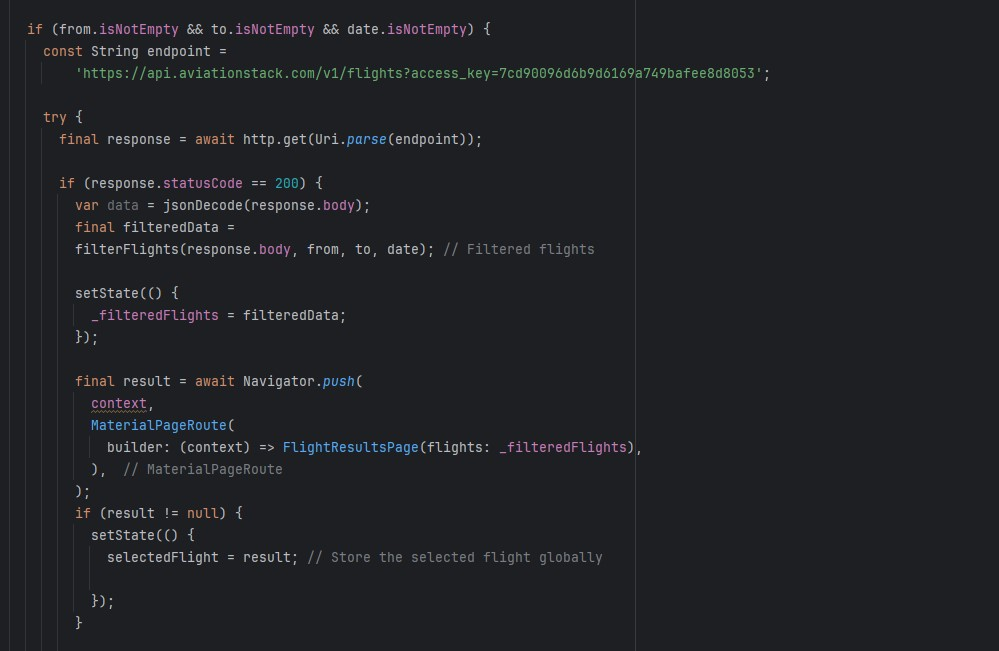 if (from.isNotEmpty && to.isNotEmpty && date.isNotEmpty) {
const String endpoint =
'https://api.aviationstack.com/v1/flights?access_key=7cd90096d6b9d6169a749bafee8d8053';
try {
final response = await http.get(Uri.parse(endpoint));
if (response.statusCode == 200) {
var data = jsonDecode(response.body);
final filteredData =
filterFlights(response.body, from, to, date); // Filtered flights
setState(() {
_filteredFlights = filteredData;
});
final result = await Navigator.push(
context,
MaterialPageRoute(
builder: (context) => FlightResultsPage(flights: _filteredFlights),
), // MaterialPageRoute
);
if (result != null) {
setState(() {
selectedFlight = result; // Store the selected flight globally
});
}